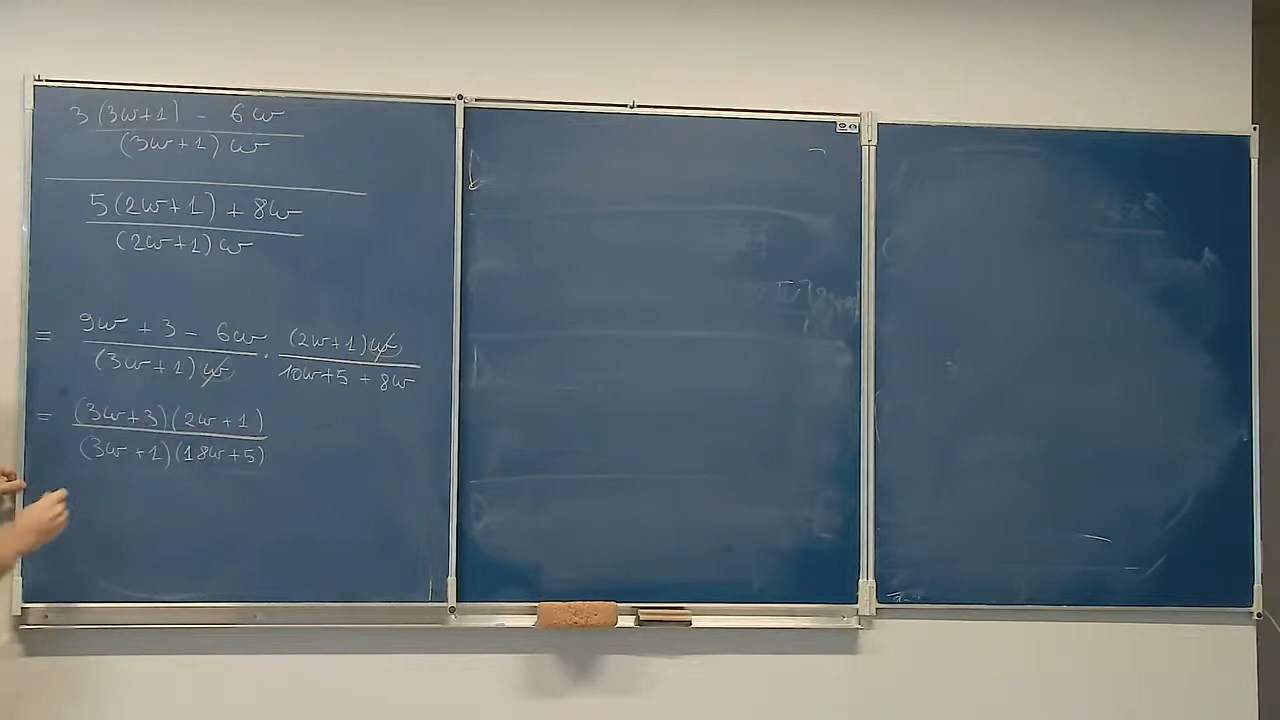 3(3w+1) - 6w
(3w+1)w
5(2w+1) + 8w
(2w+1)w
= 9w + 3 - 6w / (3w+1)w · (2w+1)w / 10w+5 + 8w
= (3w+3)(2w+1) / (3w+1)(18w+5)